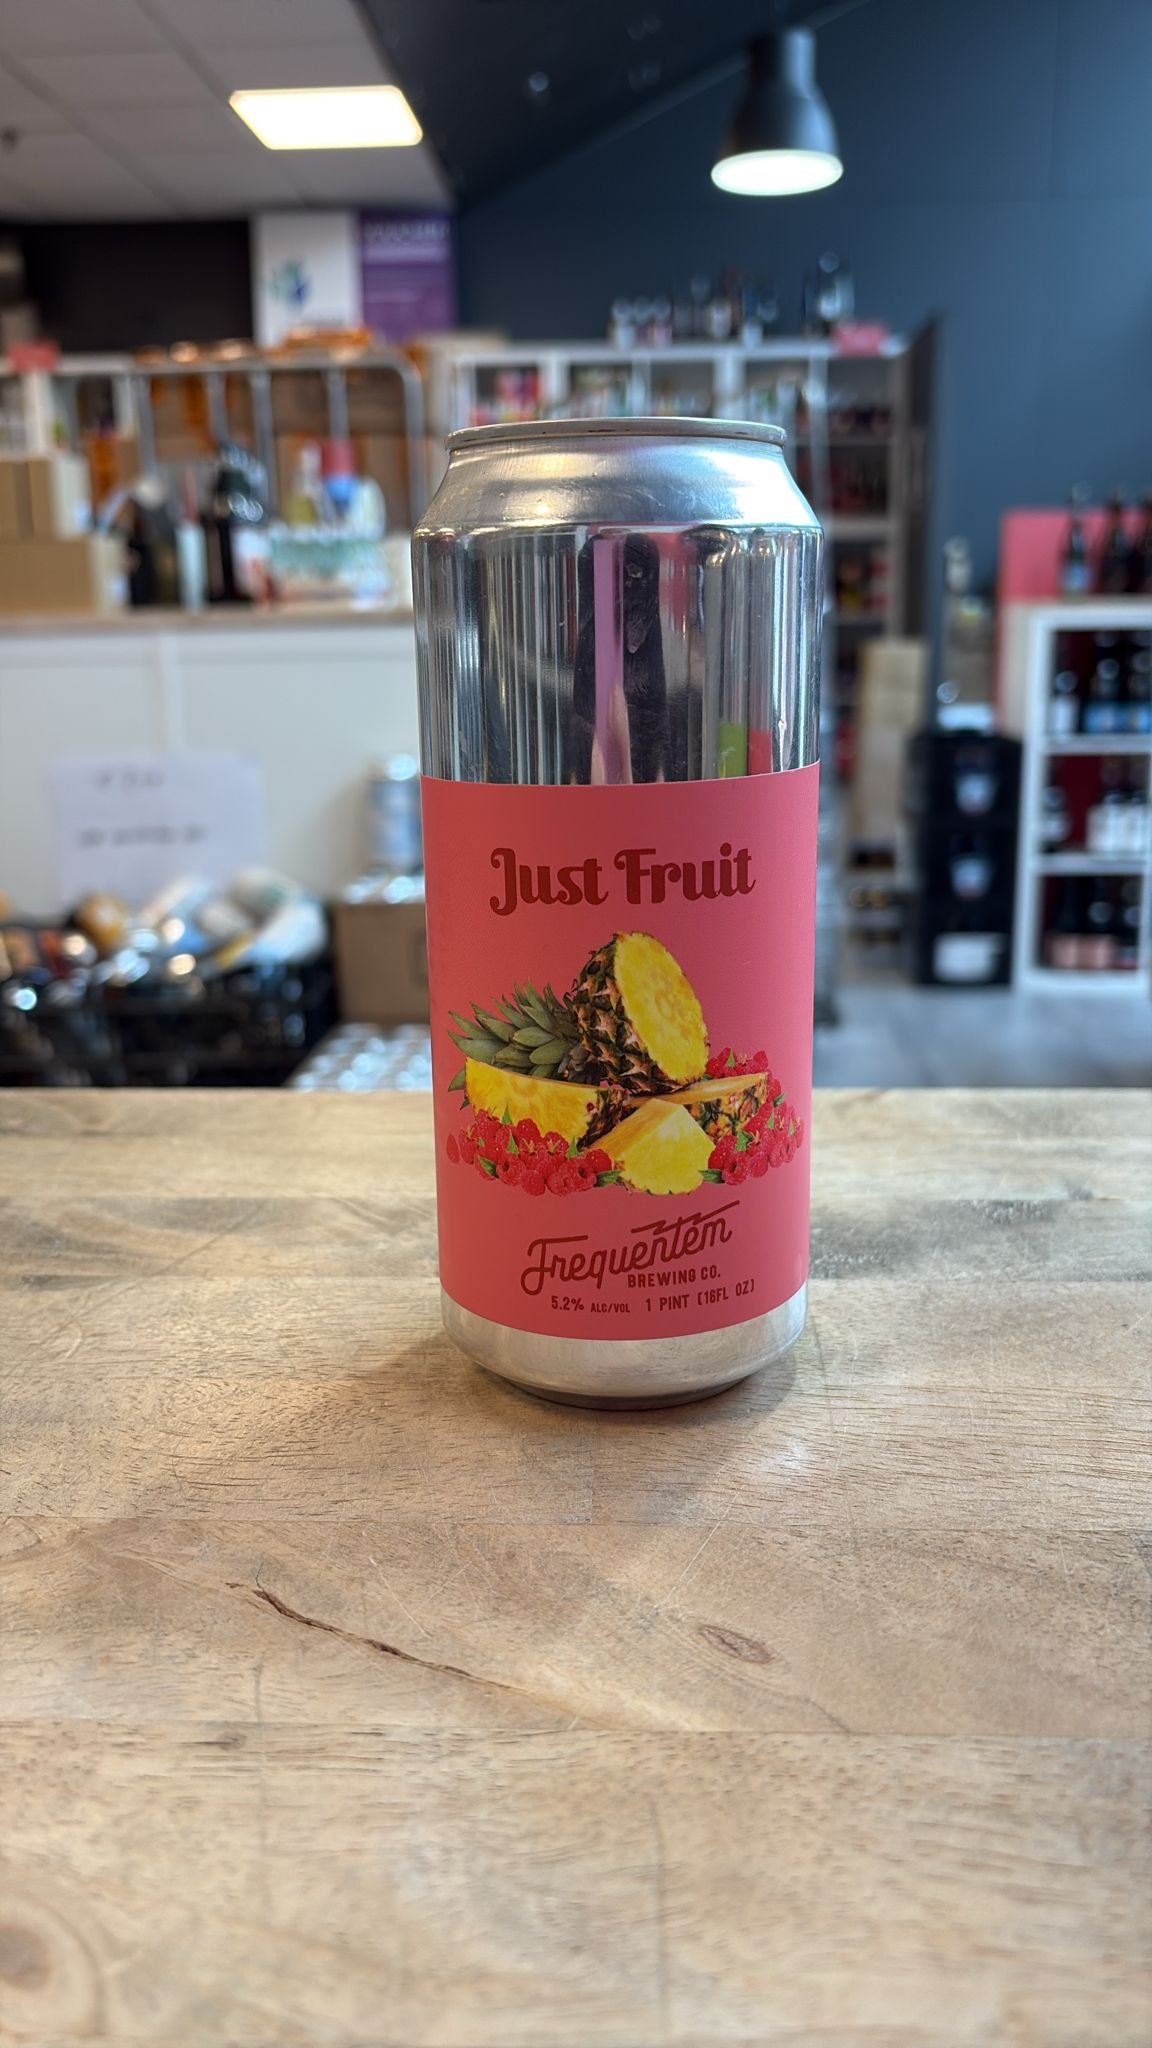 Just Fruit
Frequentem
BREWING CO.
5.2% ALC/VOL 1 PINT (16FL OZ)